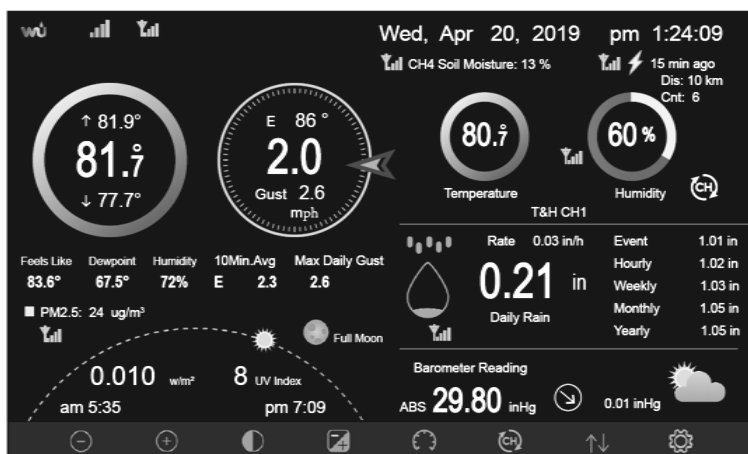 wu
Wed, Apr 20, 2019 pm 1:24:09
CH4 Soil Moisture: 13 %
15 min ago
Dis: 10 km
Cnt: 6
↑ 81.9°
81.7°
↓ 77.7°
E 86 °
2.0
Gust 2.6
mph
80.7°
Temperature
60 %
Humidity
CH
T&H CH1
Feels Like Dewpoint Humidity 10Min.Avg Max Daily Gust
83.6° 67.5° 72% E 2.3 2.6
PM2.5: 24 ug/m³
Full Moon
0.010 w/m² 8 UV Index
am 5:35 pm 7:09
Rate 0.03 in/h
0.21 in
Daily Rain
Event 1.01 in
Hourly 1.02 in
Weekly 1.03 in
Monthly 1.05 in
Yearly 1.05 in
Barometer Reading
ABS 29.80 inHg 0.01 inHg
CH